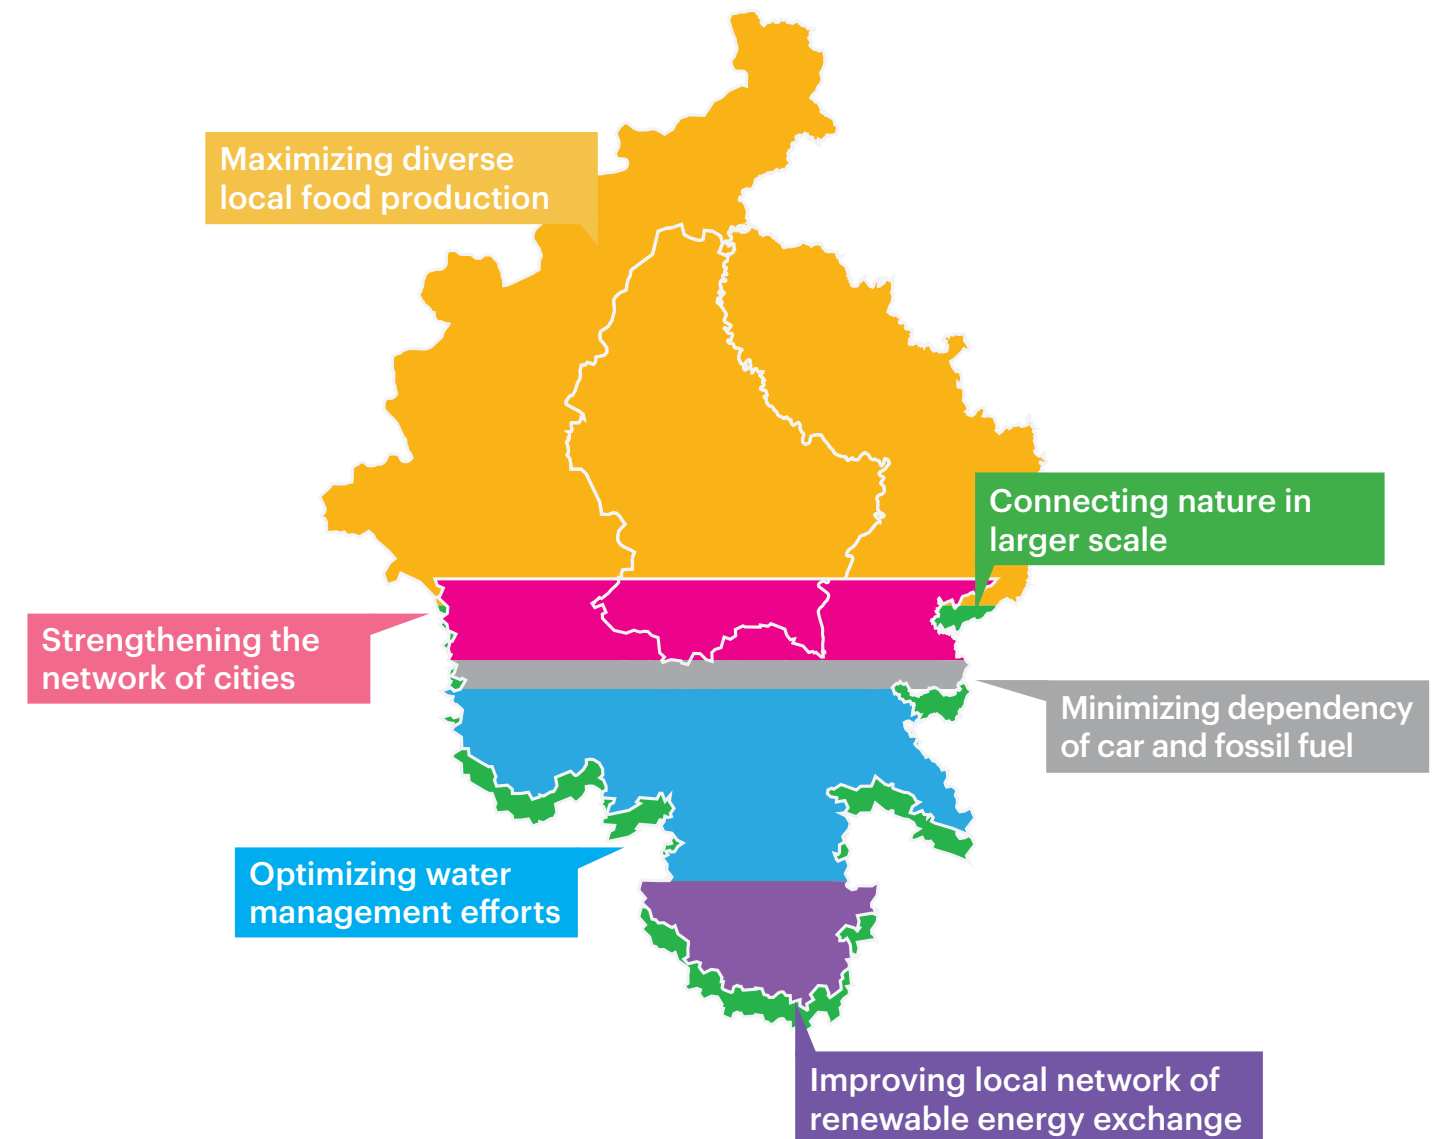 Maximizing diverse
local food production
Connecting nature in
larger scale
Strengthening the
network of cities
Minimizing dependency
of car and fossil fuel
Optimizing water
management efforts
Improving local network of
renewable energy exchange